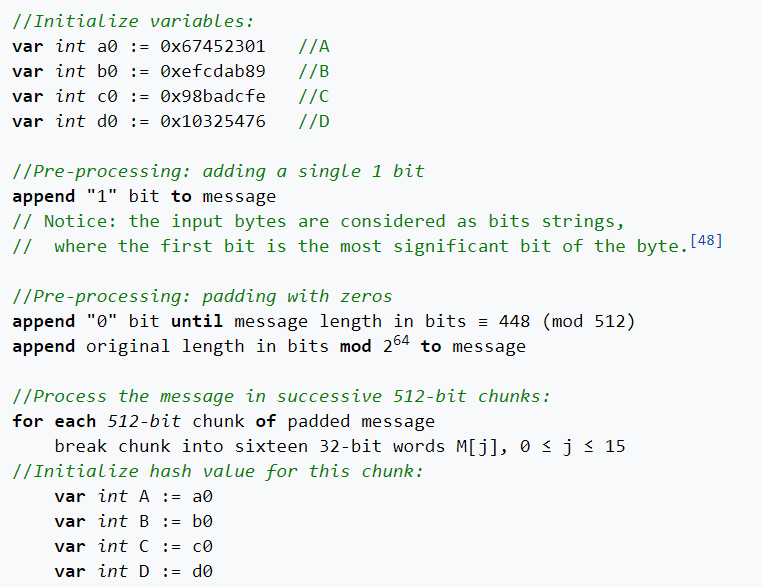 //Initialize variables:
var int a0 := 0x67452301   //A
var int b0 := 0xefcdab89   //B
var int c0 := 0x98badcfe   //C
var int d0 := 0x10325476   //D

//Pre-processing: adding a single 1 bit
append "1" bit to message
// Notice: the input bytes are considered as bits strings,
//  where the first bit is the most significant bit of the byte.[48]

//Pre-processing: padding with zeros
append "0" bit until message length in bits ≡ 448 (mod 512)
append original length in bits mod 2^64 to message

//Process the message in successive 512-bit chunks:
for each 512-bit chunk of padded message
    break chunk into sixteen 32-bit words M[j], 0 ≤ j ≤ 15
//Initialize hash value for this chunk:
    var int A := a0
    var int B := b0
    var int C := c0
    var int D := d0